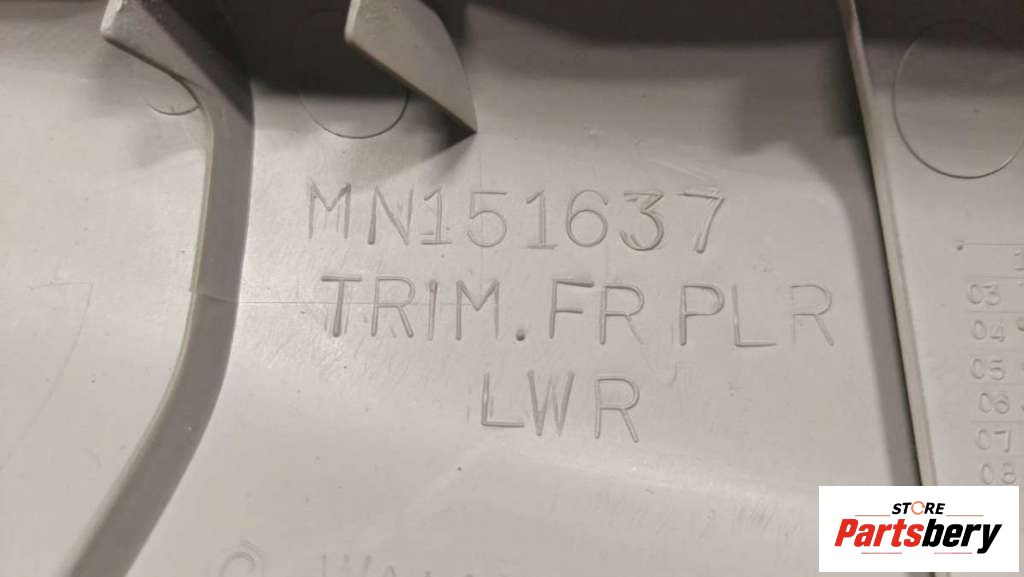 MN151637
TRIM.FR PLR
LWR
03
04
05
06
07
08
STORE
Partsbery